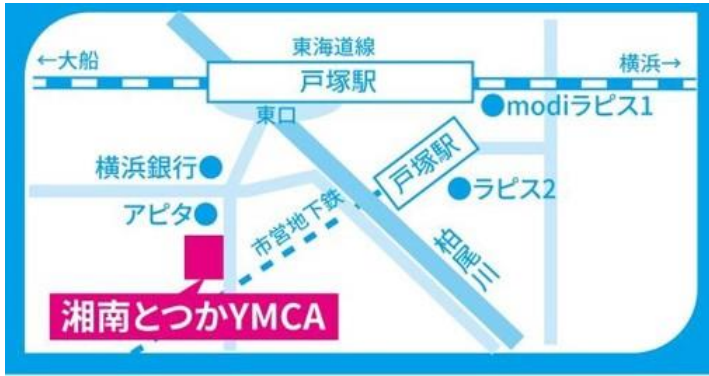 東海道線
←大船
戸塚駅
横浜→
東口
modiラピス1
横浜銀行
戸塚駅
ラピス2
アピタ
市営地下鉄
柏尾川
湘南とつかYMCA